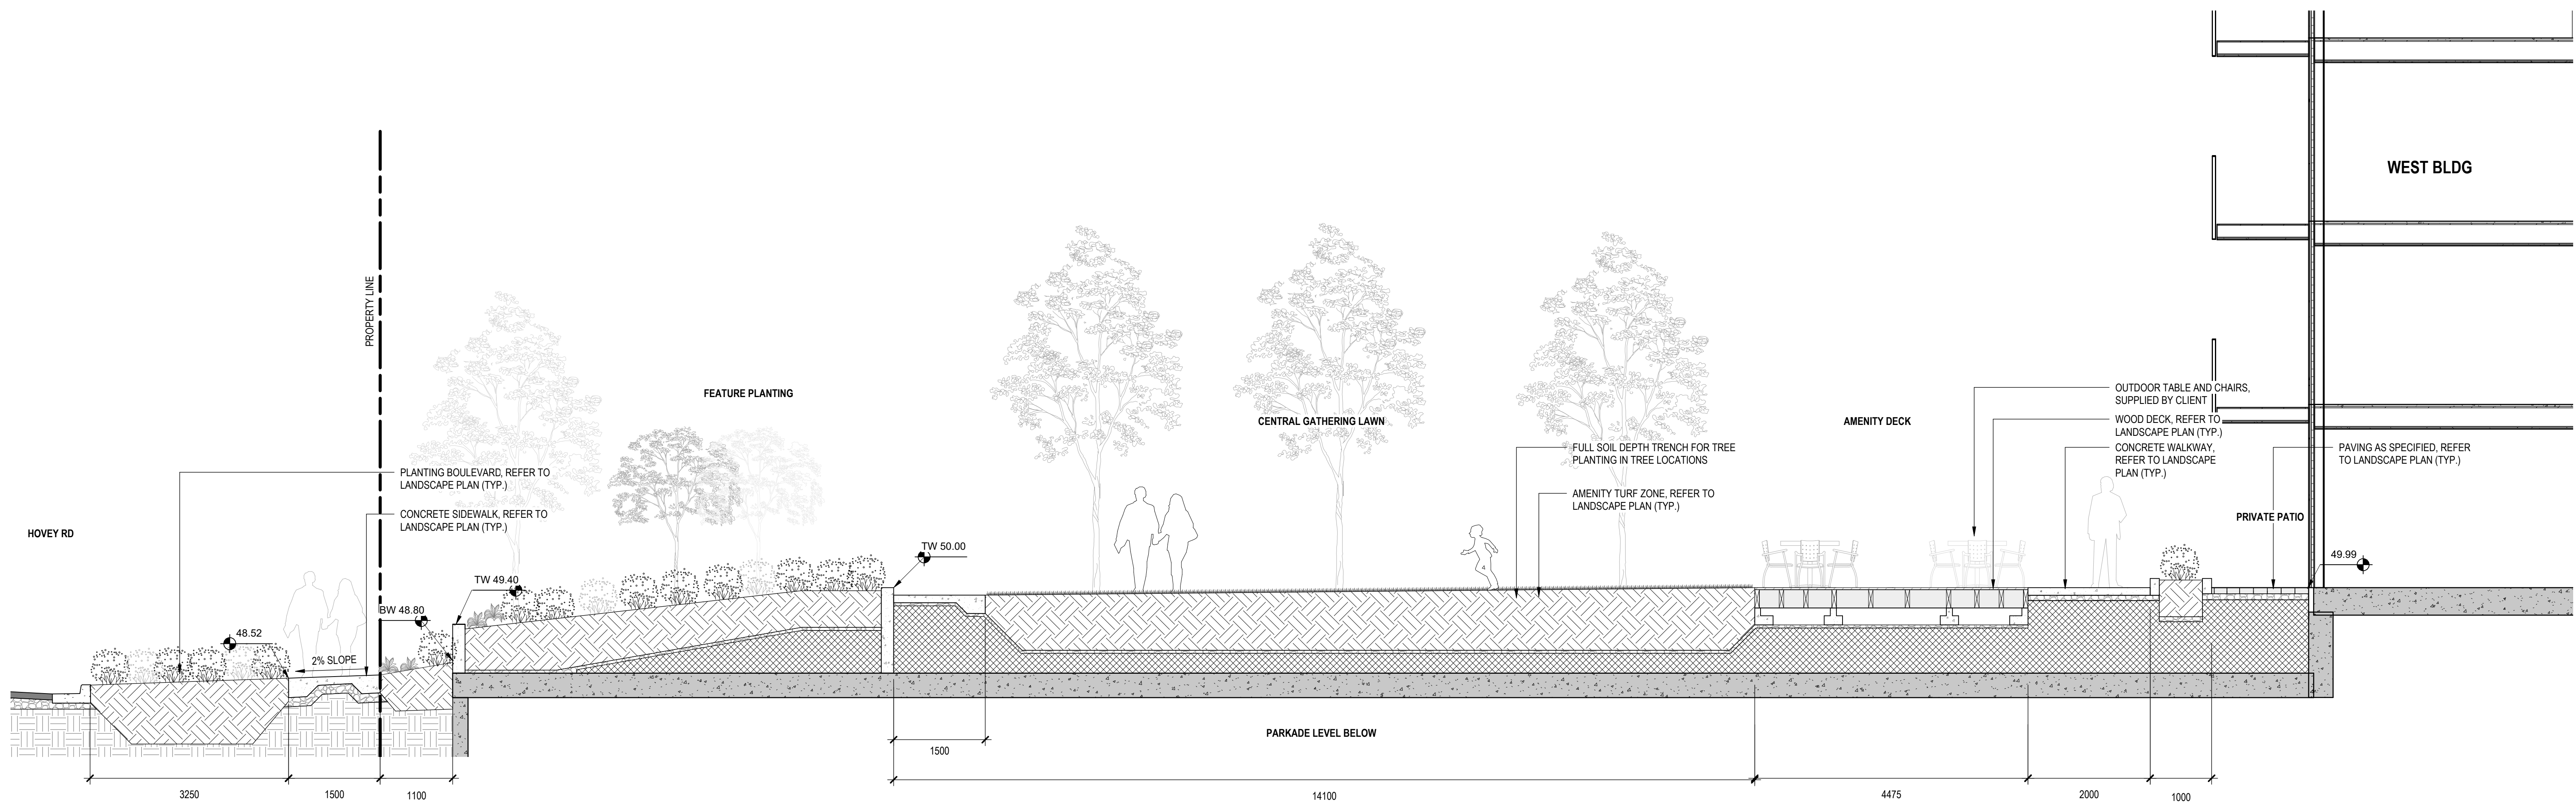 WEST BLDG
PROPERTY LINE
FEATURE PLANTING
CENTRAL GATHERING LAWN
AMENITY DECK
OUTDOOR TABLE AND CHAIRS,
SUPPLIED BY CLIENT
WOOD DECK, REFER TO
LANDSCAPE PLAN (TYP.)
CONCRETE WALKWAY,
REFER TO LANDSCAPE
PLAN (TYP.)
PAVING AS SPECIFIED, REFER
TO LANDSCAPE PLAN (TYP.)
FULL SOIL DEPTH TRENCH FOR TREE
PLANTING IN TREE LOCATIONS
AMENITY TURF ZONE, REFER TO
LANDSCAPE PLAN (TYP.)
PLANTING BOULEVARD, REFER TO
LANDSCAPE PLAN (TYP.)
CONCRETE SIDEWALK, REFER TO
LANDSCAPE PLAN (TYP.)
HOVEY RD
PRIVATE PATIO
TW 50.00
49.99
TW 49.40
BW 48.80
48.52
2% SLOPE
4
PARKADE LEVEL BELOW
1500
3250
1500
1100
14100
4475
2000
1000